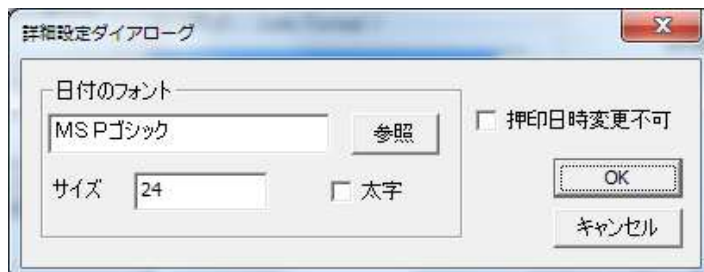 詳細設定ダイアローグ
日付のフォント
MS Pゴシック
参照
押印日時変更不可
サイズ
24
太字
OK
キャンセル